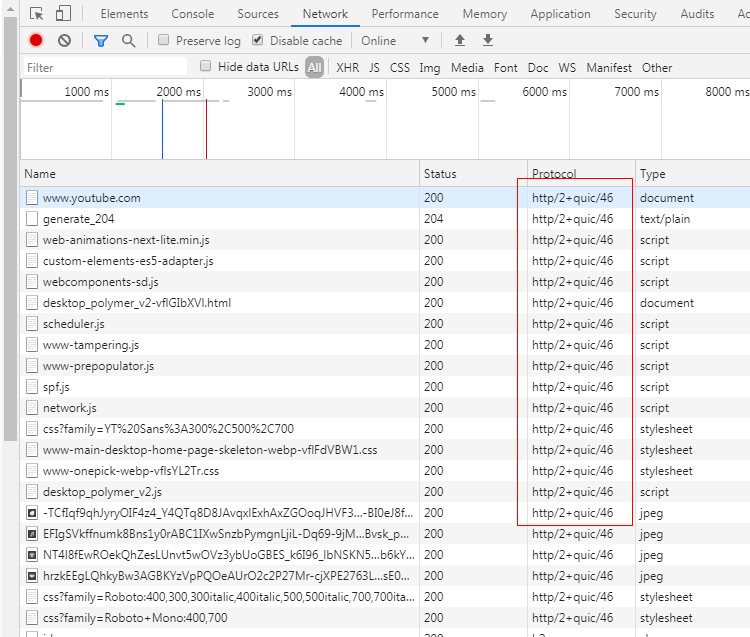 Elements Console Sources Network Performance Memory Application Security Audits
Preserve log Disable cache Online
Filter Hide data URLs All XHR JS CSS Img Media Font Doc WS Manifest Other
1000 ms 2000 ms 3000 ms 4000 ms 5000 ms 6000 ms 7000 ms 8000 ms
Name Status Protocol Type
www.youtube.com 200 http/2+quic/46 document
generate_204 204 http/2+quic/46 text/plain
web-animations-next-lite.min.js 200 http/2+quic/46 script
custom-elements-es5-adapter.js 200 http/2+quic/46 script
webcomponents-sd.js 200 http/2+quic/46 script
desktop_polymer_v2-vflGIbXVl.html 200 http/2+quic/46 document
scheduler.js 200 http/2+quic/46 script
www-tampering.js 200 http/2+quic/46 script
www-prepopulator.js 200 http/2+quic/46 script
spf.js 200 http/2+quic/46 script
network.js 200 http/2+quic/46 script
css?family=YT%20Sans%3A300%2C500%2C700 200 http/2+quic/46 stylesheet
www-main-desktop-home-page-skeleton-webp-vflFdVBW1.css 200 http/2+quic/46 stylesheet
www-onepick-webp-vflsYL2Tr.css 200 http/2+quic/46 stylesheet
desktop_polymer_v2.js 200 http/2+quic/46 script
-TCfIqf9qhJyryOIF4z4_Y4QTq8D8JAvqxIExhAxZGOoqJHVF3...-BI0eJ8f... 200 http/2+quic/46 jpeg
EFIgSVkffnumk8Bns1y0rABC1IXwSnzbPymgnLjiL-Dq69-9jM...Bvsk_p... 200 http/2+quic/46 jpeg
NT4I8fEwROekQhZesLUnvt5wOVz3ybUoGBES_k6I96_IbNSKN5...b6kY... 200 http/2+quic/46 jpeg
hrzkEEgLQhkyBw3AGBKYzVpPQOeAUrO2c2P27Mr-cjXPE2763L...sE0... 200 http/2+quic/46 jpeg
css?family=Roboto:400,300,300italic,400italic,500,500italic,700,700ita... 200 http/2+quic/46 stylesheet
css?family=Roboto+Mono:400,700 200 http/2+quic/46 stylesheet